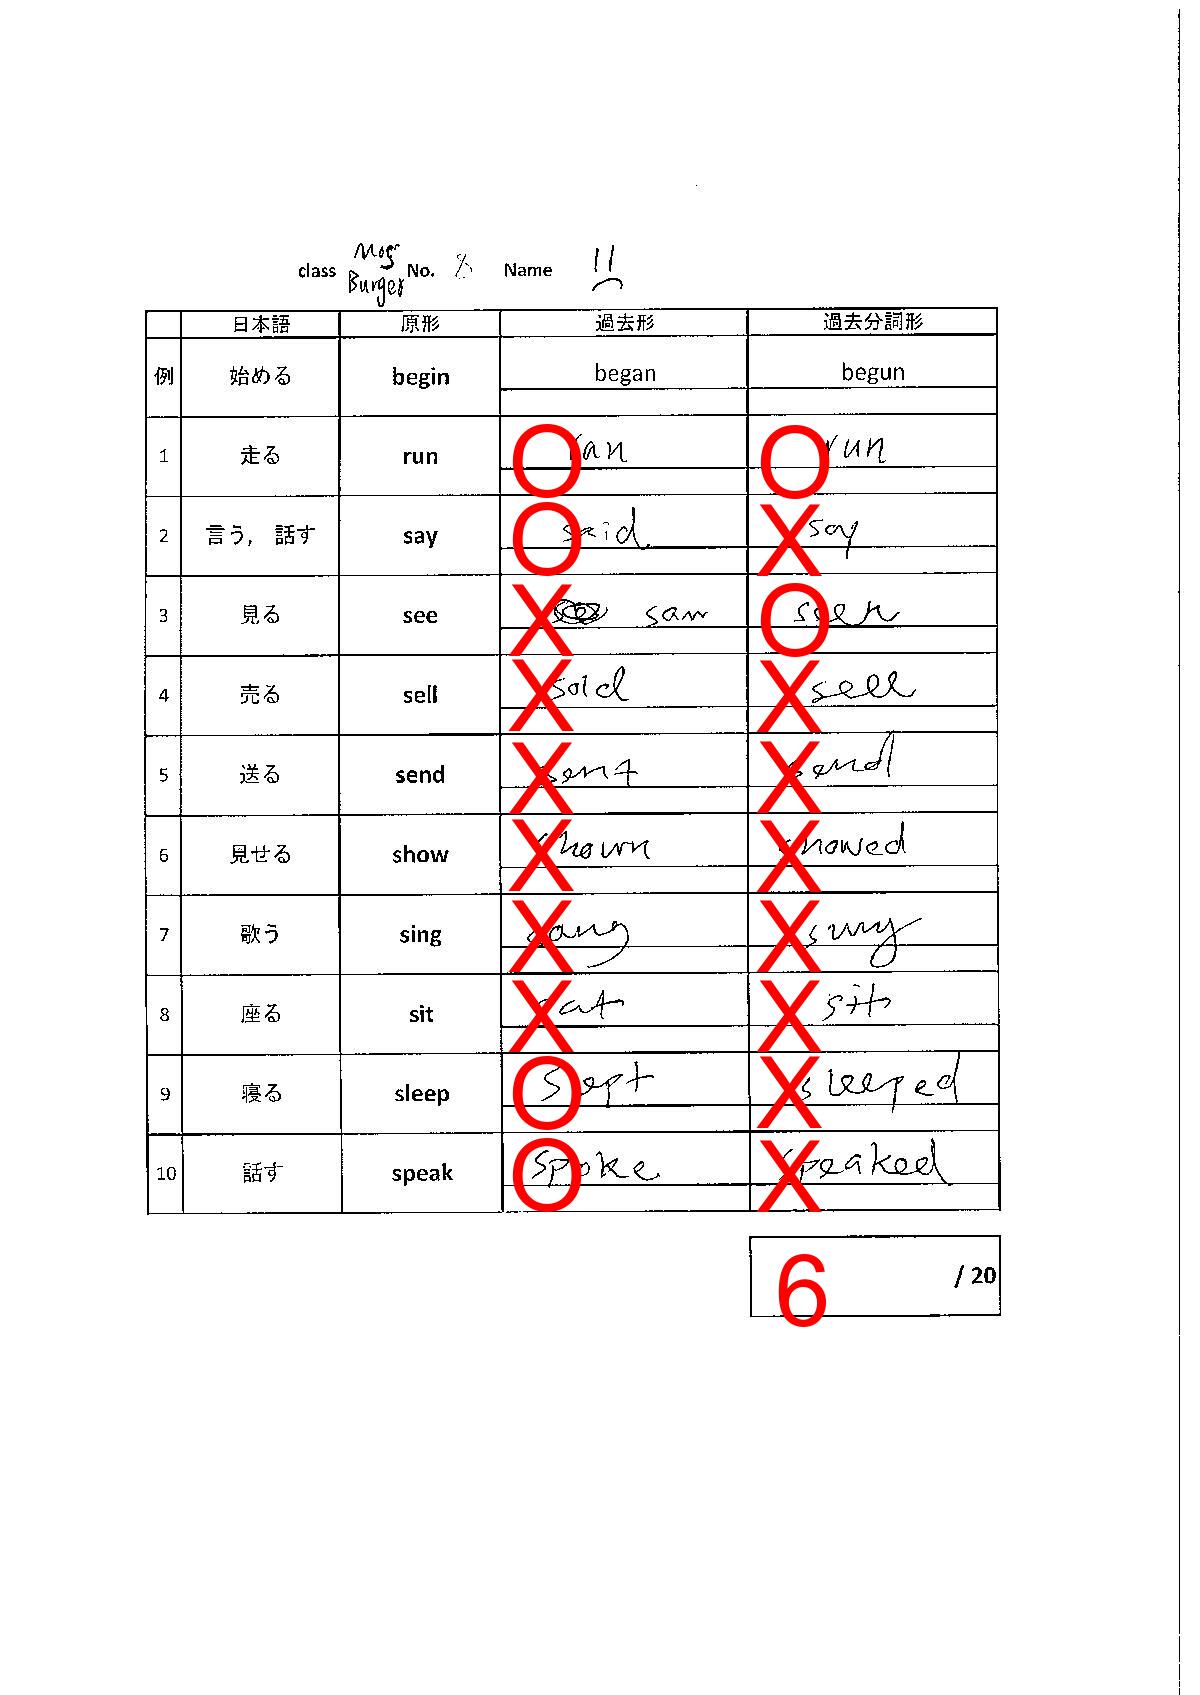 Mos
class Burger No. 8 Name 11
日本語 原形 過去形 過去分詞形
例 始める begin began begun
1 走る run O ran O run
2 言う, 話す say O said X say
3 見る see X saw O seen
4 売る sell X sold X sell
5 送る send X sent X send
6 見せる show X shown X showed
7 歌う sing X sang X sung
8 座る sit X sat X sit
9 寝る sleep O slept X sleeped
10 話す speak O spoke X speaked
6 / 20